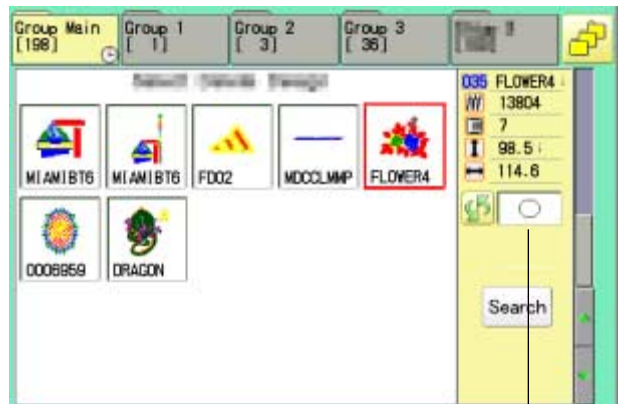 Group Main
[198]
Group 1
[ 1]
Group 2
[ 3]
Group 3
[ 36]
MIAMIBT6
MIAMIBT6
FD02
MDCCLMMP
FLOWER4
0006959
DRAGON
035 FLOWER4
13804
7
98.5
114.6
Search